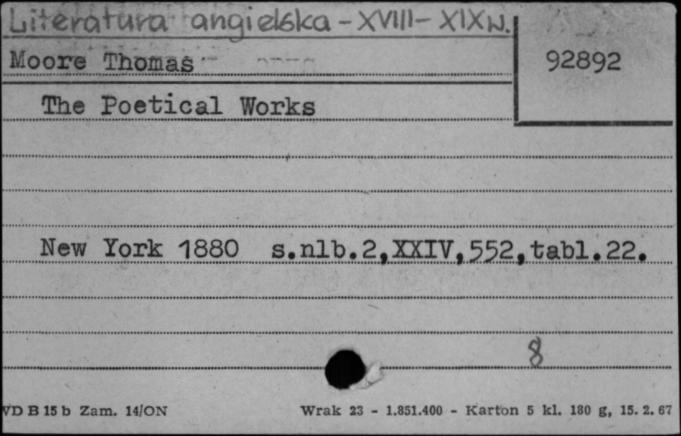 Literatura angielska - XVIII - XIX w.
Moore Thomas
92892
The Poetical Works
New York 1880 s.nlb.2,XXIV,552,tabl.22.
8
VD B 15 b Zam. 14/ON
Wrak 23 - 1.851.400 - Karton 5 kl. 180 g, 15. 2. 67